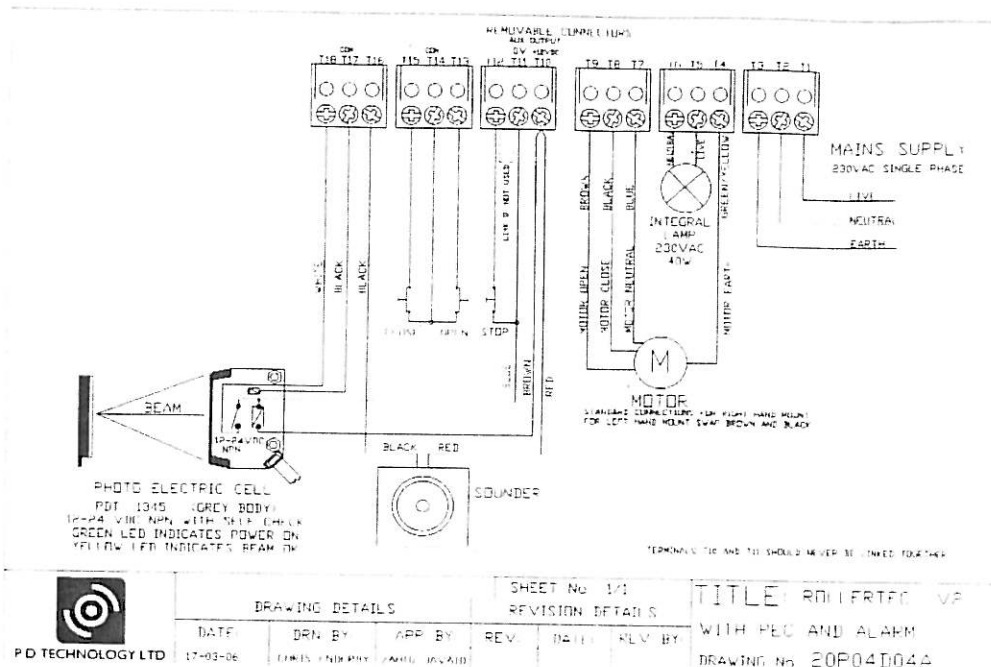 REMOVABLE CONNECTORS
AUX OUTPUT
COM
COM
0V +12VDC
T18 T17 T16
T15 T14 T13
T12 T11 T10
T9 T8 T7
T6 T5 T4
T3 T2 T1
MAINS SUPPLY
230VAC SINGLE PHASE
LIVE
NEUTRAL
EARTH
NEUTRAL
LIVE
GREEN/YELLOW
INTEGRAL
LAMP
230VAC
40W
BROWN
BLACK
BLUE
MOTOR OPEN
MOTOR CLOSE
MOTOR NEUTRAL
MOTOR EARTH
LINK IF NOT USED
WHITE
BLACK
BLACK
CLOSE
OPEN
STOP
BLUE
BROWN
RED
M
MOTOR
STANDARD CONNECTIONS FOR RIGHT HAND MOUNT
FOR LEFT HAND MOUNT SWAP BROWN AND BLACK
BEAM
12-24VDC
NPN
BLACK RED
SOUNDER
PHOTO ELECTRIC CELL
PDT 1345 (GREY BODY)
12-24 VDC NPN WITH SELF CHECK
GREEN LED INDICATES POWER ON
YELLOW LED INDICATES BEAM OK
TERMINALS T10 AND T11 SHOULD NEVER BE LINKED TOGETHER
P D TECHNOLOGY LTD
DRAWING DETAILS
DATE
DRN BY
APP BY
17-03-06
CHRIS ENDERBY
JAVAID
SHEET No 1/1
REVISION DETAILS
REV
DATE
REV BY
TITLE ROLLERTEC
WITH PEC AND ALARM
DRAWING No 20P04D04A